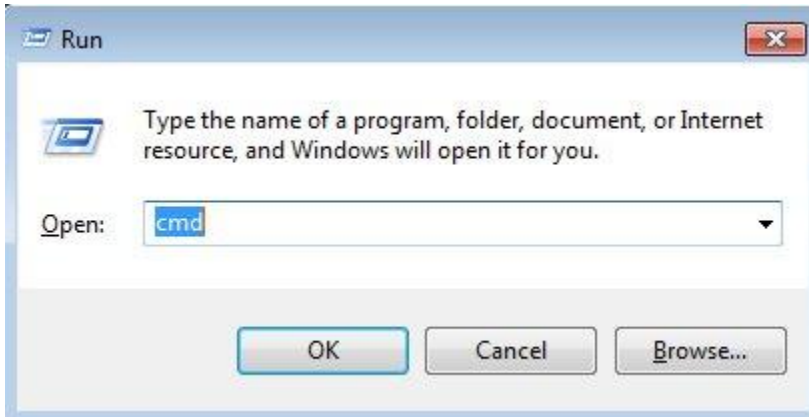 Run
Type the name of a program, folder, document, or Internet
resource, and Windows will open it for you.
Open: cmd
OK Cancel Browse...